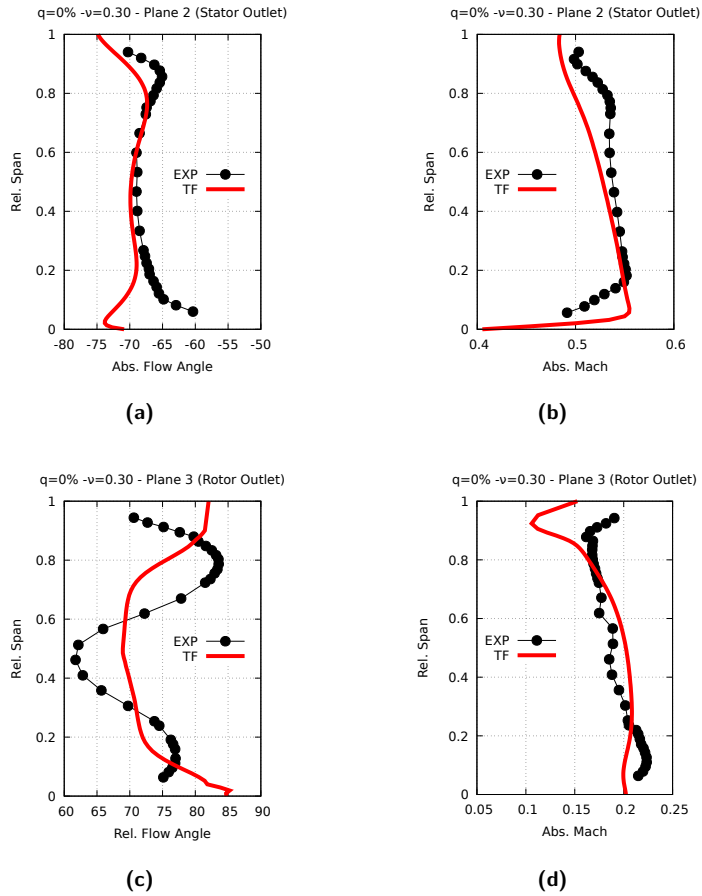 q=0% -ν=0.30 - Plane 2 (Stator Outlet)
1
0.8
0.6
0.4
0.2
0
Rel. Span
EXP
TF
-80 -75 -70 -65 -60 -55 -50
Abs. Flow Angle
(a)
q=0% -ν=0.30 - Plane 2 (Stator Outlet)
1
0.8
0.6
0.4
0.2
0
Rel. Span
EXP
TF
0.4 0.5 0.6
Abs. Mach
(b)
q=0% -ν=0.30 - Plane 3 (Rotor Outlet)
1
0.8
0.6
0.4
0.2
0
Rel. Span
EXP
TF
60 65 70 75 80 85 90
Rel. Flow Angle
(c)
q=0% -ν=0.30 - Plane 3 (Rotor Outlet)
1
0.8
0.6
0.4
0.2
0
Rel. Span
EXP
TF
0.05 0.1 0.15 0.2 0.25
Abs. Mach
(d)